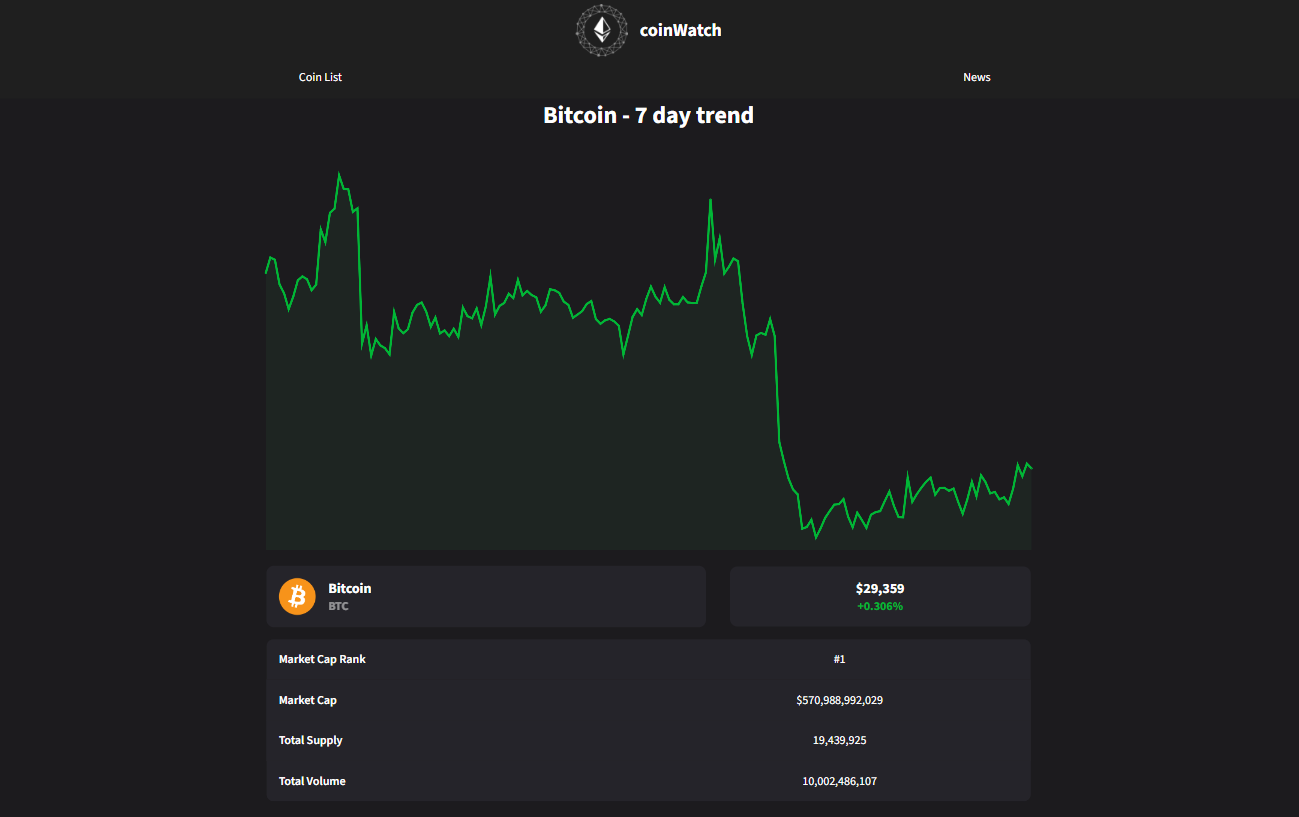 coinWatch
Coin List News
Bitcoin - 7 day trend
Bitcoin
BTC
$29,359
+0.306%
Market Cap Rank #1
Market Cap $570,988,992,029
Total Supply 19,439,925
Total Volume 10,002,486,107